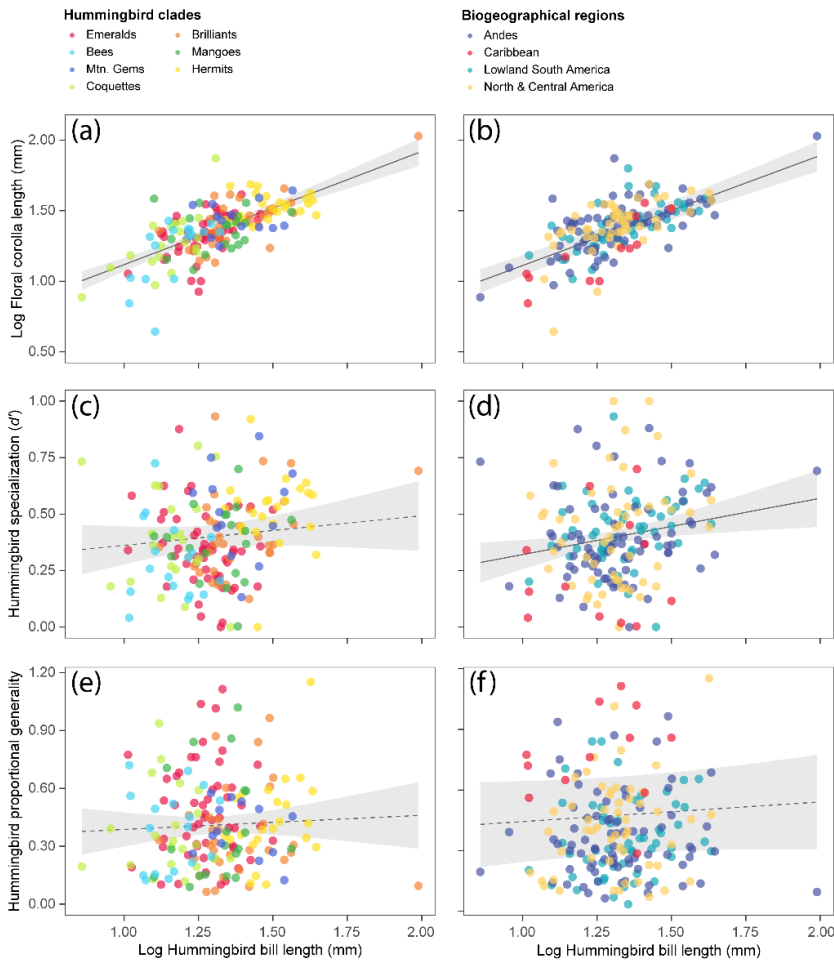 Hummingbird clades
Emeralds
Brilliants
Bees
Mangoes
Mtn. Gems
Hermits
Coquettes
Biogeographical regions
Andes
Caribbean
Lowland South America
North & Central America
(a)
(b)
Log Floral corolla length (mm)
2.00
1.50
1.00
0.50
(c)
(d)
Hummingbird specialization (d')
1.00
0.75
0.50
0.25
0.00
(e)
(f)
Hummingbird proportional generality
1.20
0.90
0.60
0.30
0.00
1.00 1.25 1.50 1.75 2.00
Log Hummingbird bill length (mm)
1.00 1.25 1.50 1.75 2.00
Log Hummingbird bill length (mm)